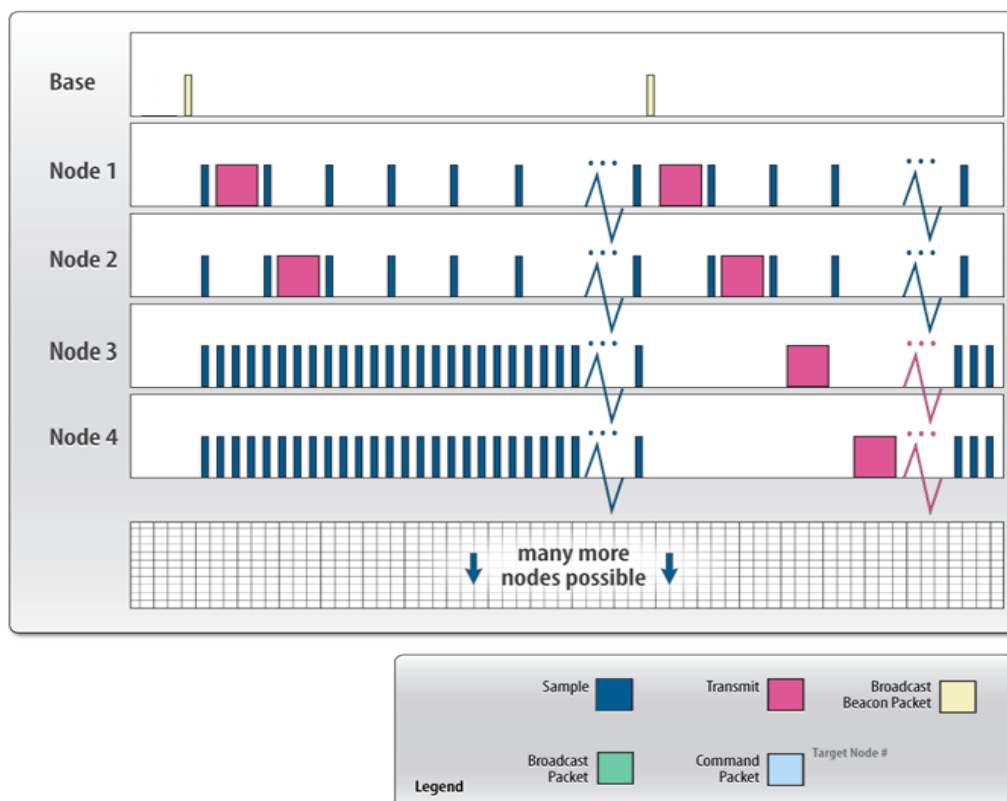 Base
Node 1
Node 2
Node 3
Node 4
many more
nodes possible
Sample
Transmit
Broadcast
Beacon Packet
Broadcast
Packet
Command
Packet
Target Node #
Legend